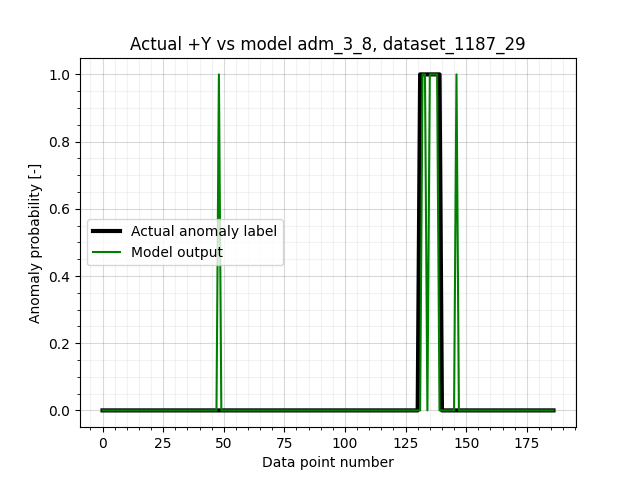 Actual +Y vs model adm_3_8, dataset_1187_29
Anomaly probability [-]
1.0
0.8
0.6
0.4
0.2
0.0
Actual anomaly label
Model output
0 25 50 75 100 125 150 175
Data point number